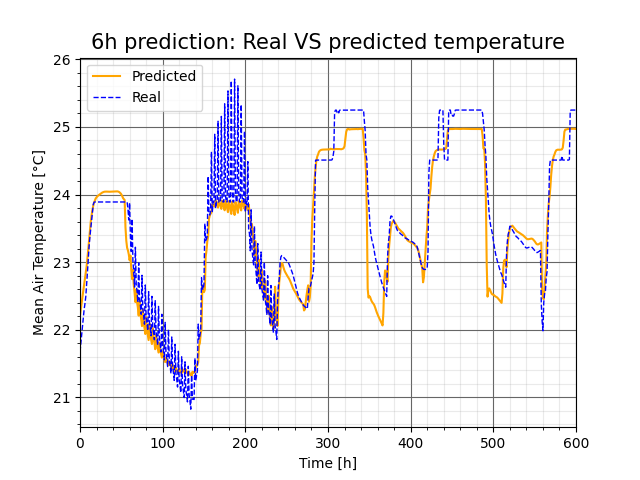 6h prediction: Real VS predicted temperature
Predicted
Real
26
25
24
23
22
21
Mean Air Temperature [°C]
0 100 200 300 400 500 600
Time [h]